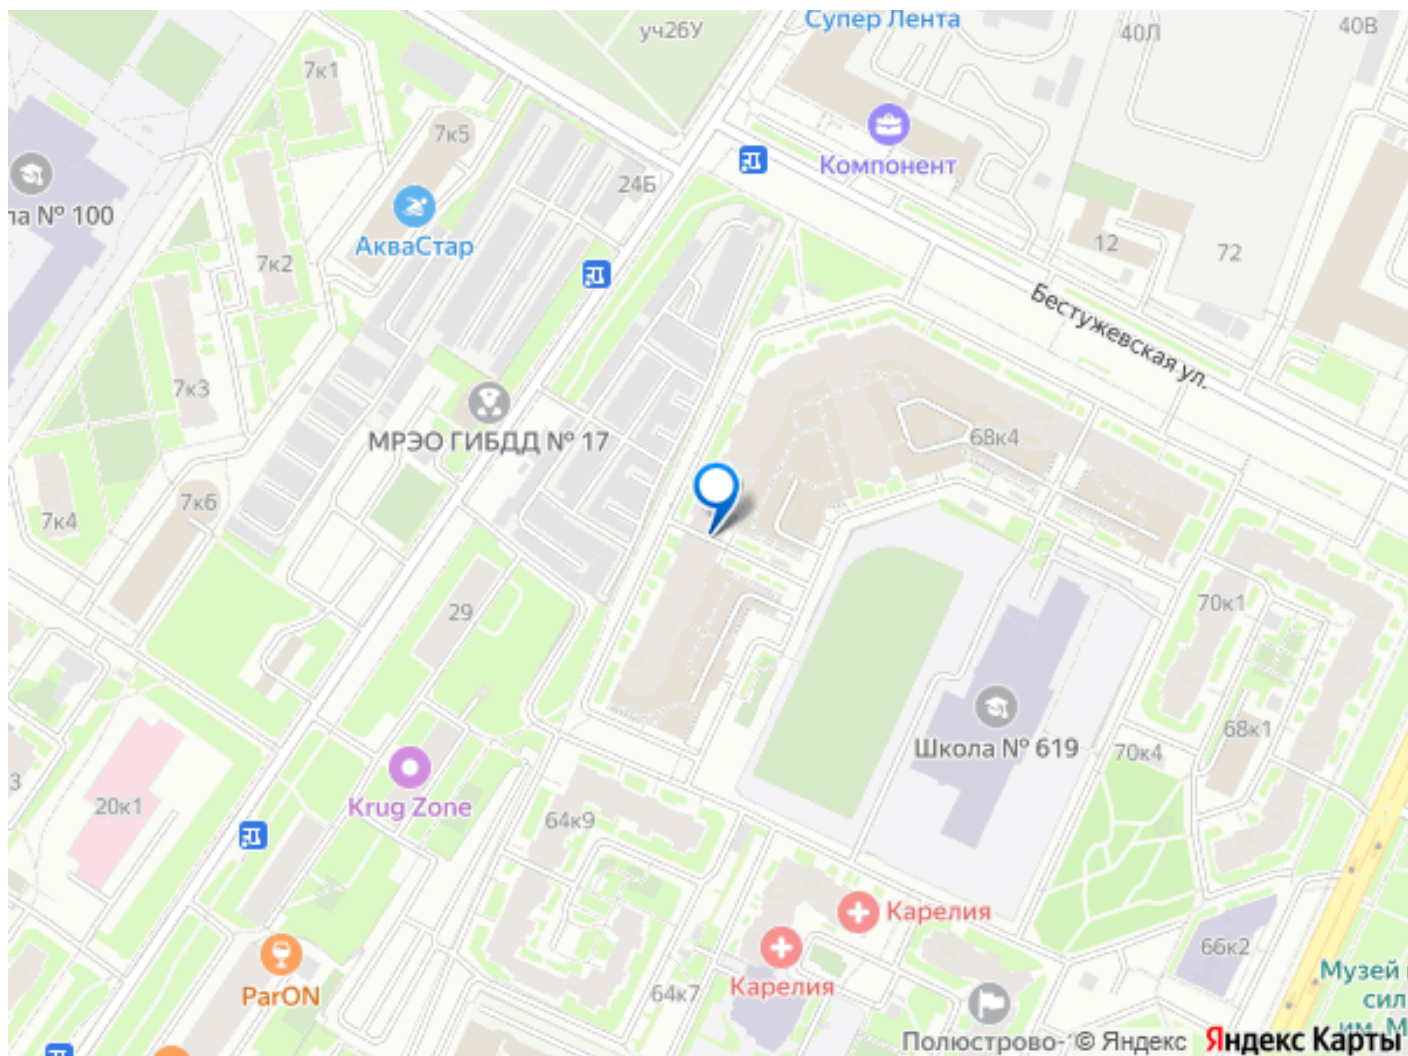 Супер Лента
уч26У
40Л
40В
7к1
7к5
Компонент
24Б
ла № 100
АкваСтар
7к2
12
72
Бестужевская ул.
7к3
МРЭО ГИБДД № 17
68к4
7к6
7к4
29
70к1
68к1
Школа № 619
70к4
3
20к1
Krug Zone
64к9
Карелия
66к2
Музей
сил
им. М
ParON
64к7
Карелия
Полюстрово-
© Яндекс
Яндекс Карты